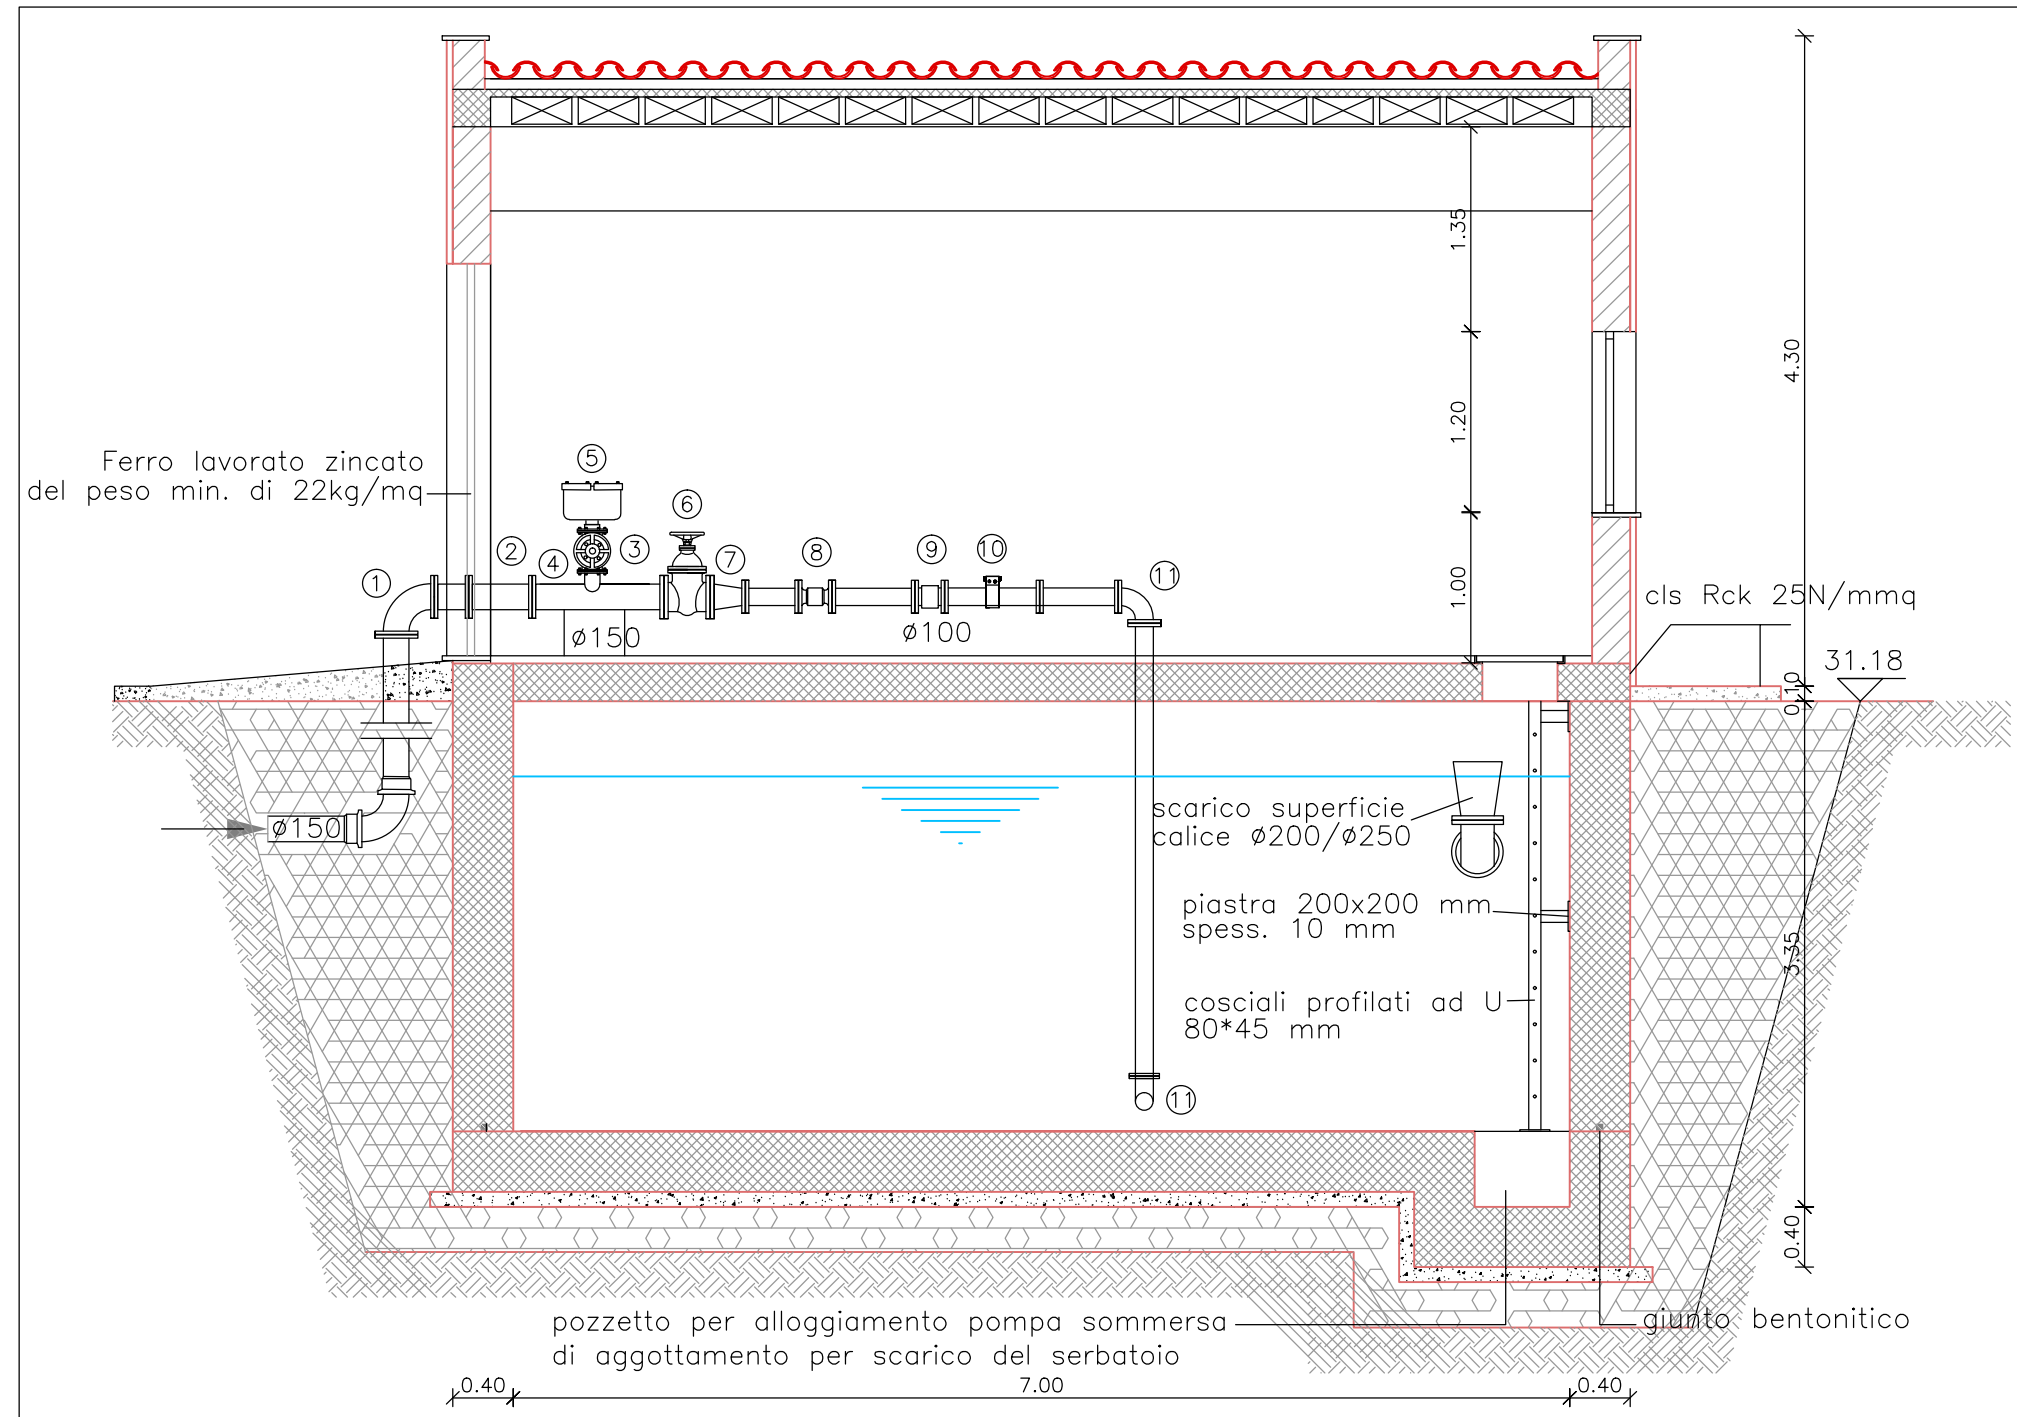 1.35
4.30
1.20
Ferro lavorato zincato
del peso min. di 22kg/mq
5
6
2
4
3
7
8
9
10
1
11
1.00
cls Rck 25N/mmq
ø150
ø100
31.18
0.10
ø150
scarico superficie
calice ø200/ø250
piastra 200x200 mm
spess. 10 mm
3.35
cosciali profilati ad U
80*45 mm
11
0.40
pozzetto per alloggiamento pompa sommersa
di aggottamento per scarico del serbatoio
giunto bentonitico
0.40
7.00
0.40